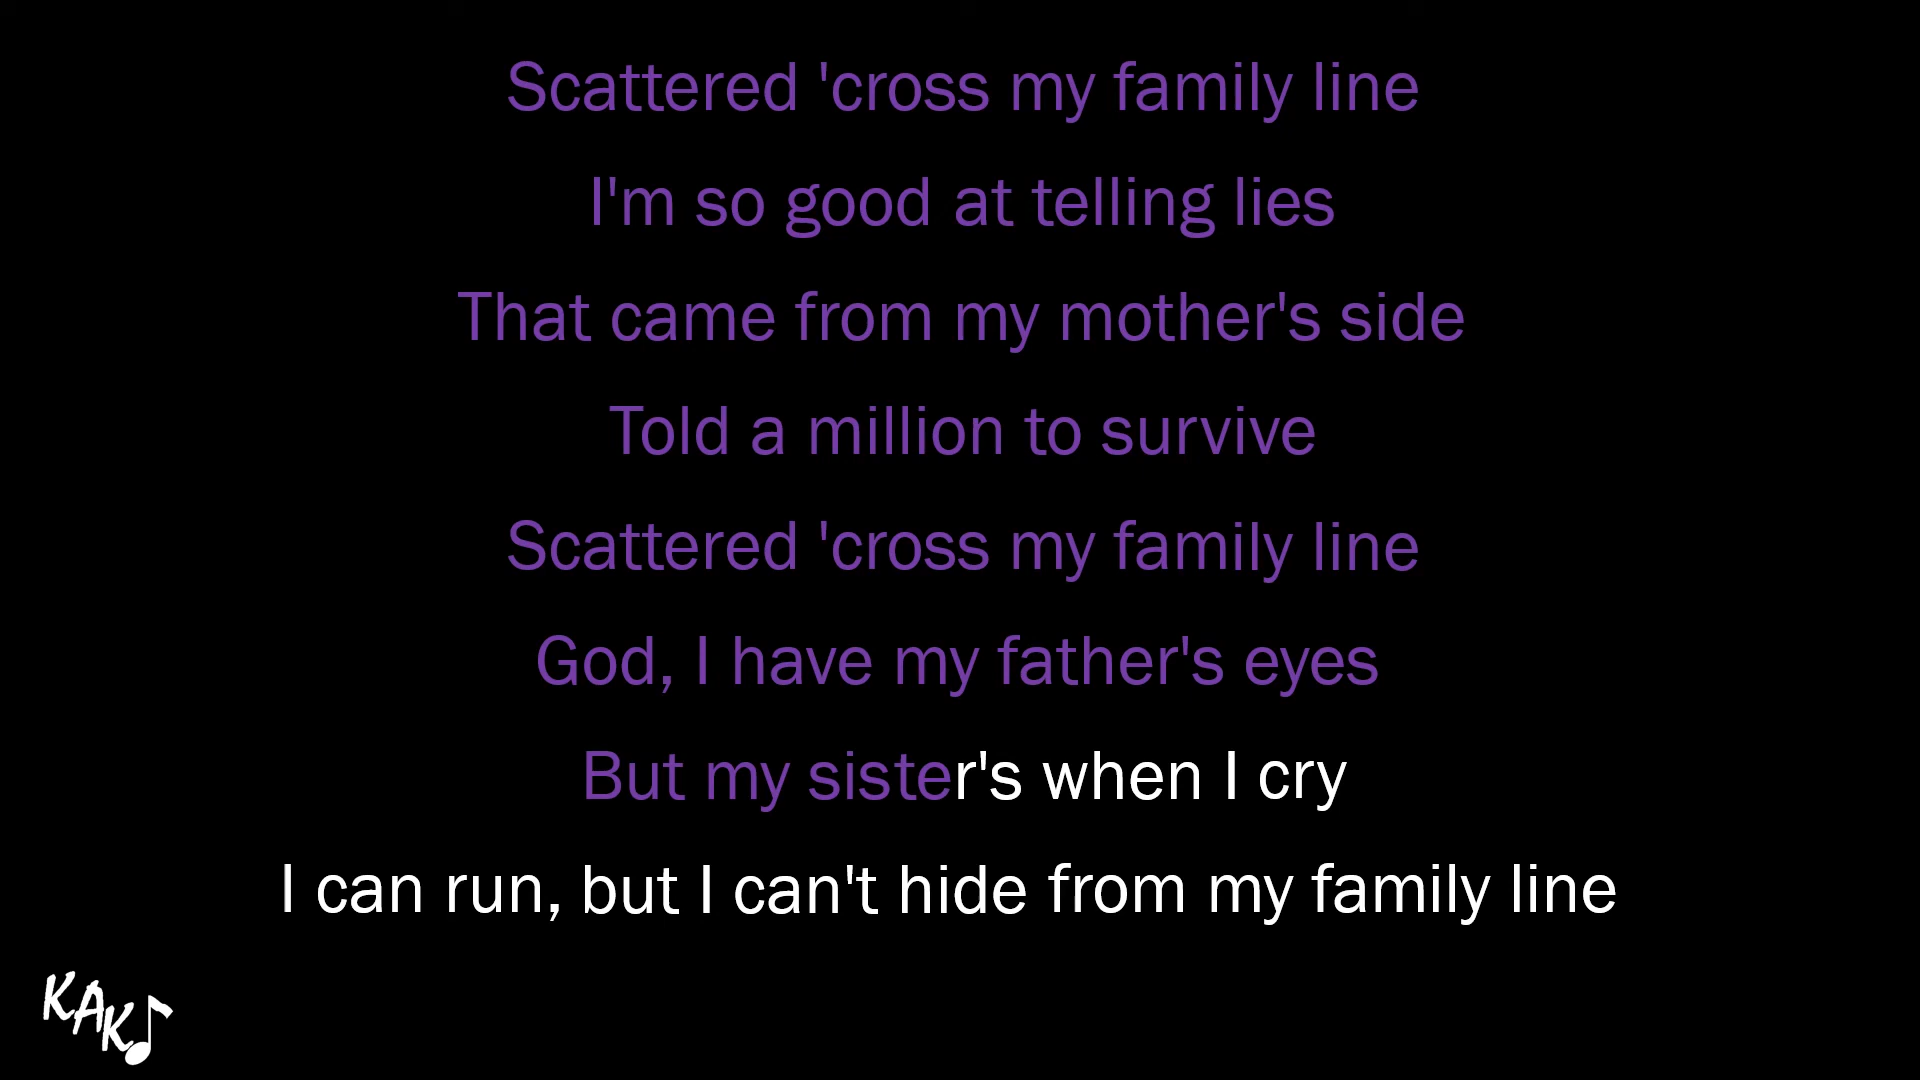 Scattered 'cross my family line
I'm so good at telling lies
That came from my mother's side
Told a million to survive
Scattered 'cross my family line
God, I have my father's eyes
But my sister's when I cry
I can run, but I can't hide from my family line
KAK